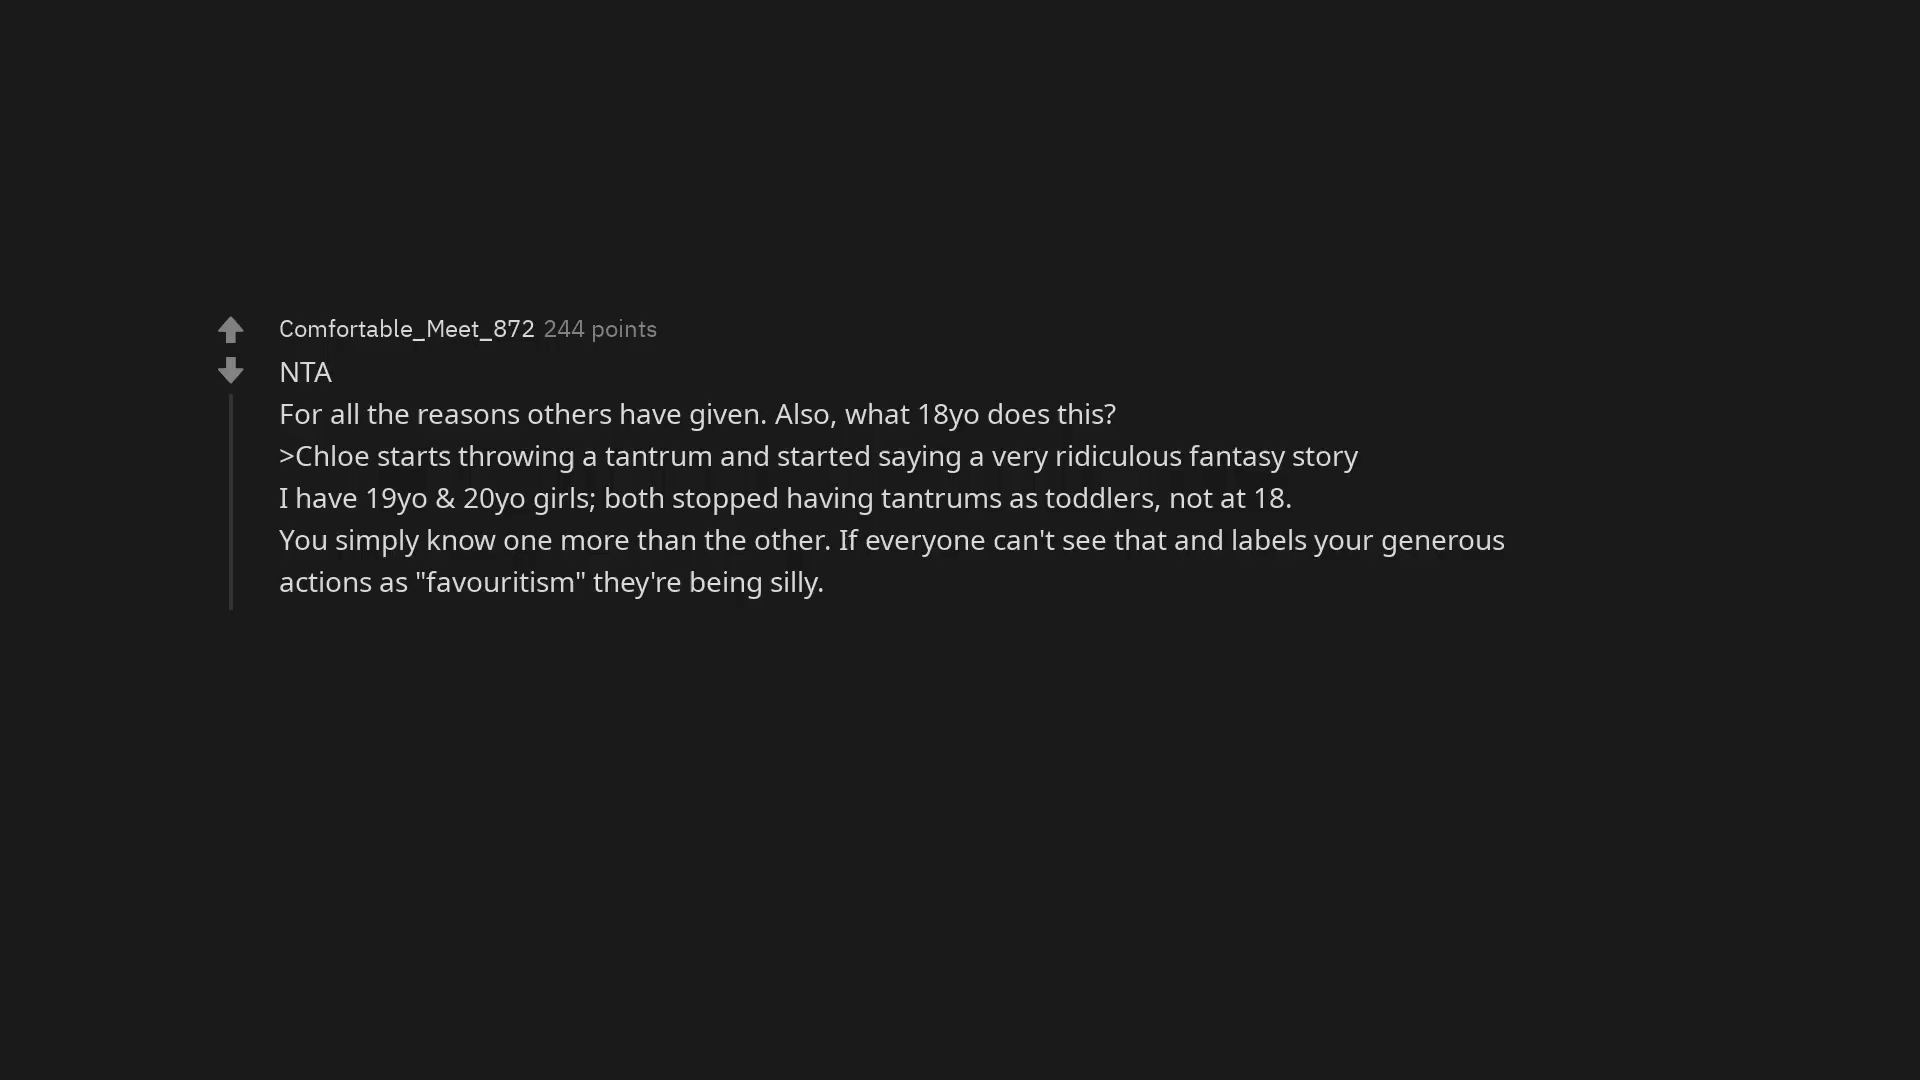 Comfortable_Meet_872 244 points
NTA
For all the reasons others have given. Also, what 18yo does this?
>Chloe starts throwing a tantrum and started saying a very ridiculous fantasy story
I have 19yo & 20yo girls; both stopped having tantrums as toddlers, not at 18.
You simply know one more than the other. If everyone can't see that and labels your generous
actions as "favouritism" they're being silly.